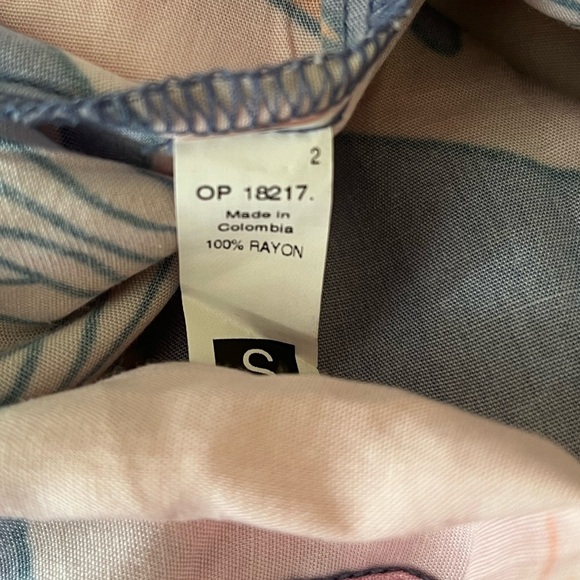 2
OP 18217.
Made in
Colombia
100% RAYON
S